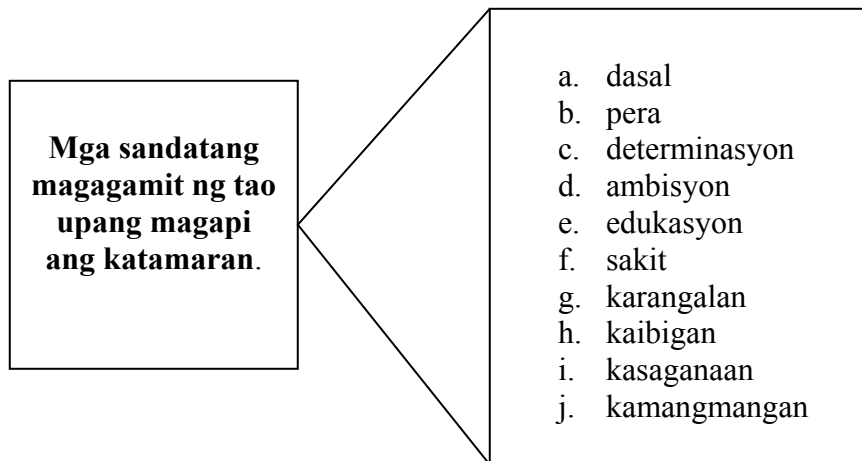 Mga sandatang
magagamit ng tao
upang magapi
ang katamaran.
a. dasal
b. pera
c. determinasyon
d. ambisyon
e. edukasyon
f. sakit
g. karangalan
h. kaibigan
i. kasaganaan
j. kamangmangan